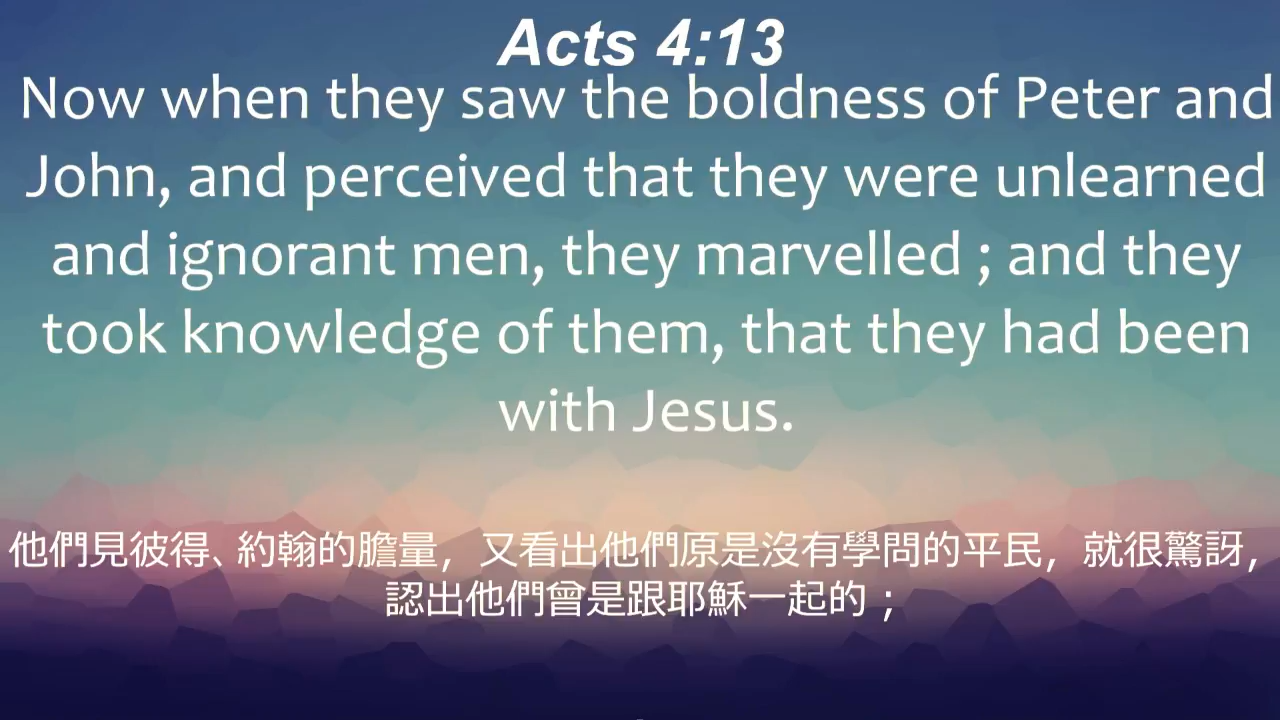 Acts 4:13
Now when they saw the boldness of Peter and
John, and perceived that they were unlearned
and ignorant men, they marvelled ; and they
took knowledge of them, that they had been
with Jesus.
他們見彼得、約翰的膽量，又看出他們原是沒有學問的平民，就很驚訝，
認出他們曾是跟耶穌一起的；